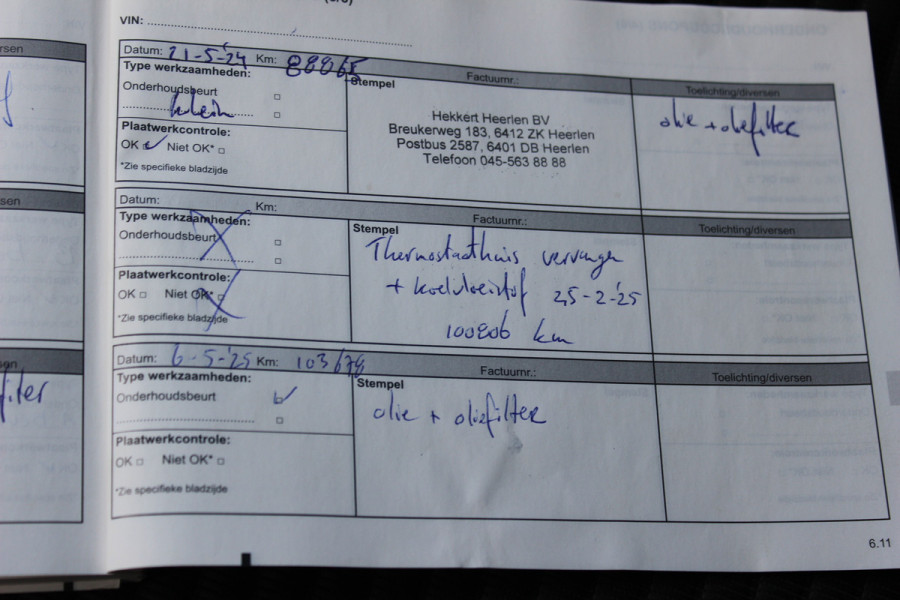 VIN:
Datum: 21-5-'24 Km: 88865
Factuurnr.:
Toelichting/diversen
Type werkzaamheden:
Stempel
Onderhoudsbeurt
klein
Plaatwerkcontrole:
OK Niet OK*
*Zie specifieke bladzijde
Hekkert Heerlen BV
Breukerweg 183, 6412 ZK Heerlen
Postbus 2587, 6401 DB Heerlen
Telefoon 045-563 88 88
olie + oliefilter
Datum: Km:
Factuurnr.:
Toelichting/diversen
Type werkzaamheden:
Stempel
Onderhoudsbeurt
Plaatwerkcontrole:
OK Niet OK*
*Zie specifieke bladzijde
Thermostaathuis vervangen
+ koelvloeistof 25-2-'25
100806 km
Datum: 6-5-'25 Km: 103678
Factuurnr.:
Toelichting/diversen
Type werkzaamheden:
Stempel
Onderhoudsbeurt
Plaatwerkcontrole:
OK Niet OK*
*Zie specifieke bladzijde
olie + oliefilter
6.11